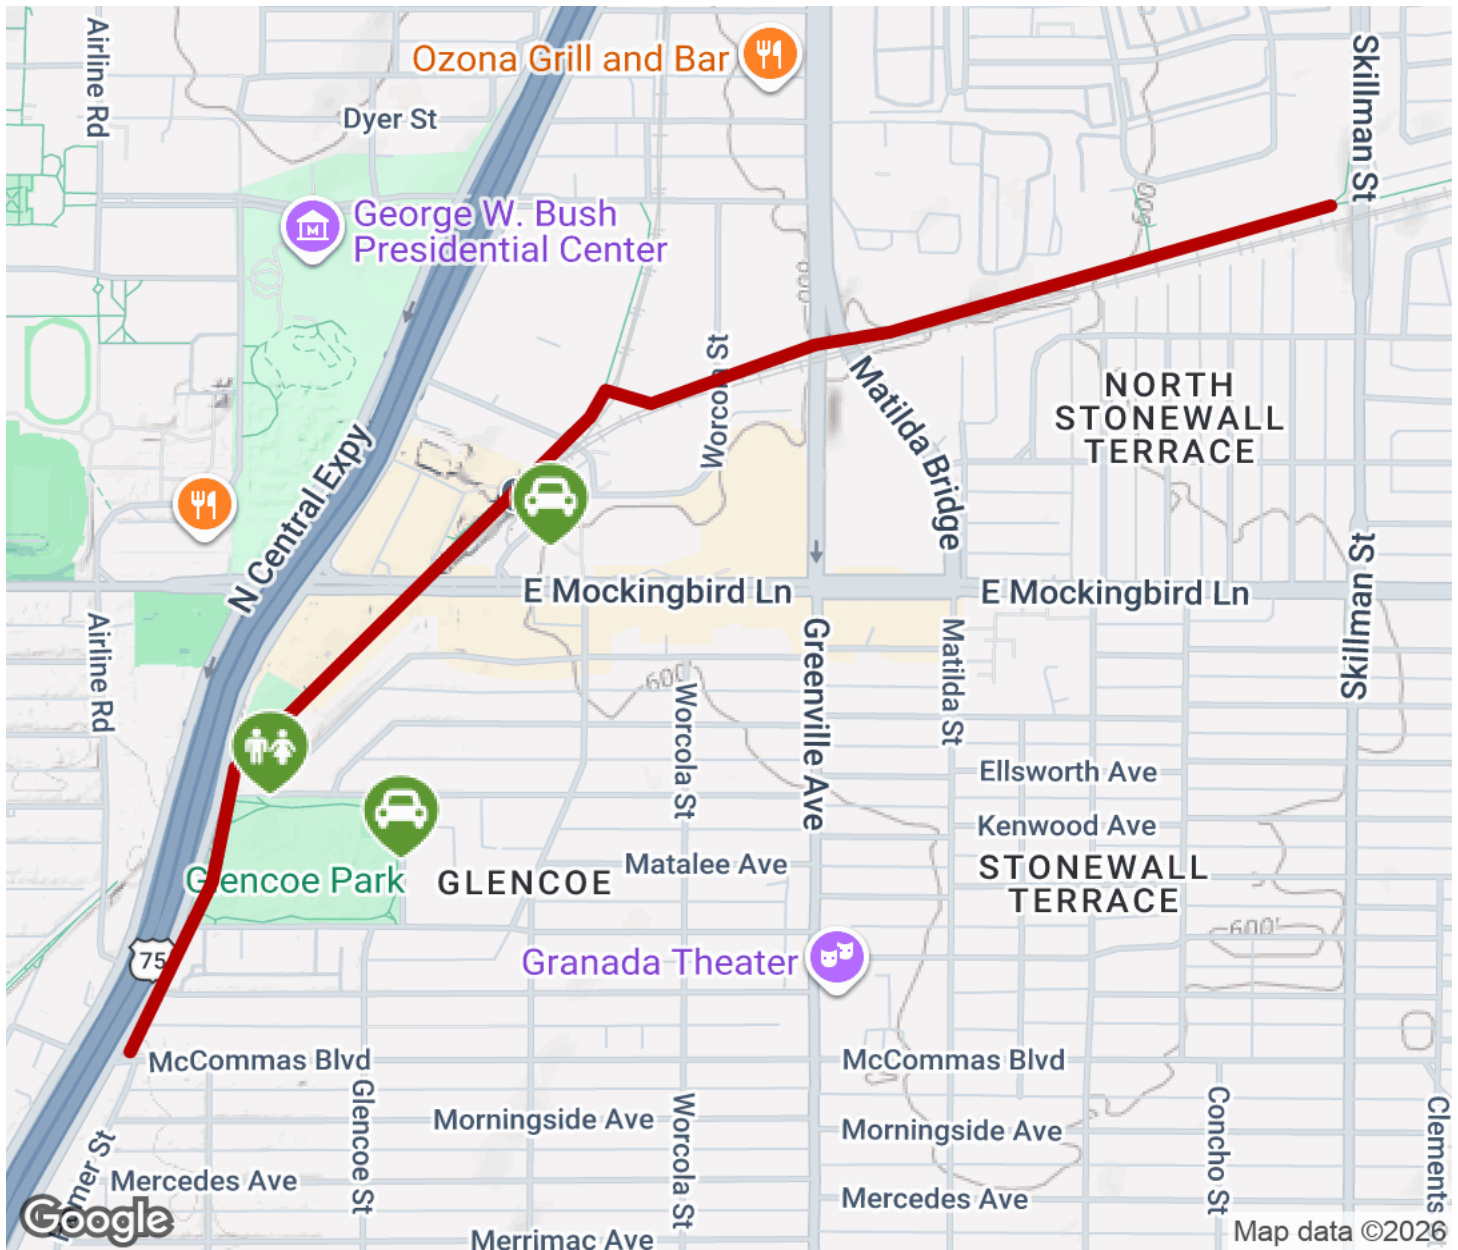 Airline Rd
Ozona Grill and Bar
Skillman St
Dyer St
George W. Bush
Presidential Center
600
Worcola St
Matilda Bridge
NORTH
STONEWALL
TERRACE
N Central Expy
E Mockingbird Ln
E Mockingbird Ln
Skillman St
Airline Rd
Greenville Ave
Matilda St
600
Worcola St
Ellsworth Ave
Kenwood Ave
Matalee Ave
STONEWALL
TERRACE
Glencoe Park
GLENCOE
600'
75
Granada Theater
McCommas Blvd
McCommas Blvd
Glencoe St
Morningside Ave
Worcola St
Morningside Ave
Concho St
Clements
Mercedes Ave
Mercedes Ave
Google
Merrimac Ave
Map data ©2026